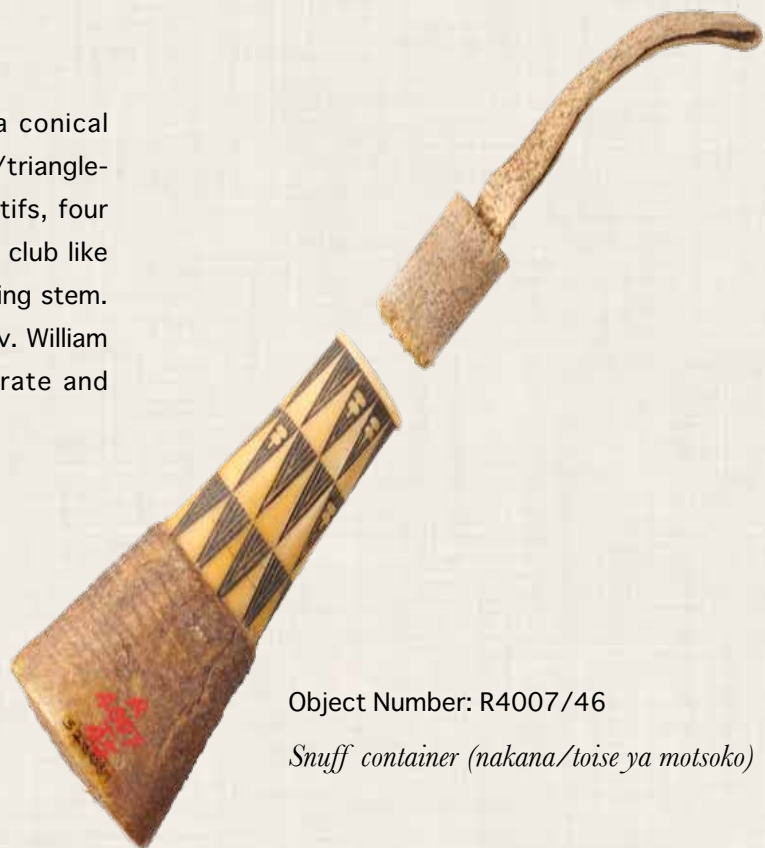 a conical
/triangle-
tifs, four
club like
ing stem.
v. William
rate and
Object Number: R4007/46
Snuff container (nakana/toise ya motsoko)